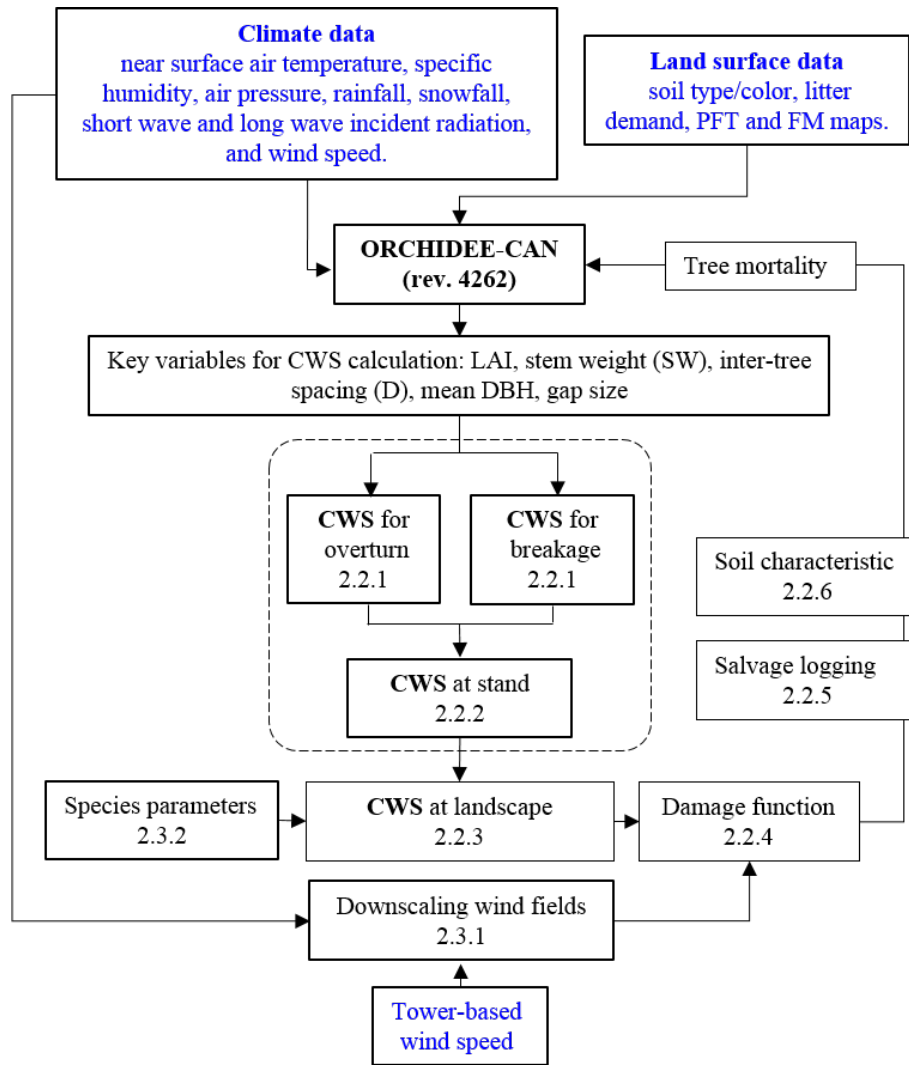 Climate data
near surface air temperature, specific
humidity, air pressure, rainfall, snowfall,
short wave and long wave incident radiation,
and wind speed.
Land surface data
soil type/color, litter
demand, PFT and FM maps.
ORCHIDEE-CAN
(rev. 4262)
Tree mortality
Key variables for CWS calculation: LAI, stem weight (SW), inter-tree
spacing (D), mean DBH, gap size
CWS for
overturn
2.2.1
CWS for
breakage
2.2.1
Soil characteristic
2.2.6
Salvage logging
2.2.5
CWS at stand
2.2.2
Species parameters
2.3.2
CWS at landscape
2.2.3
Damage function
2.2.4
Downscaling wind fields
2.3.1
Tower-based
wind speed